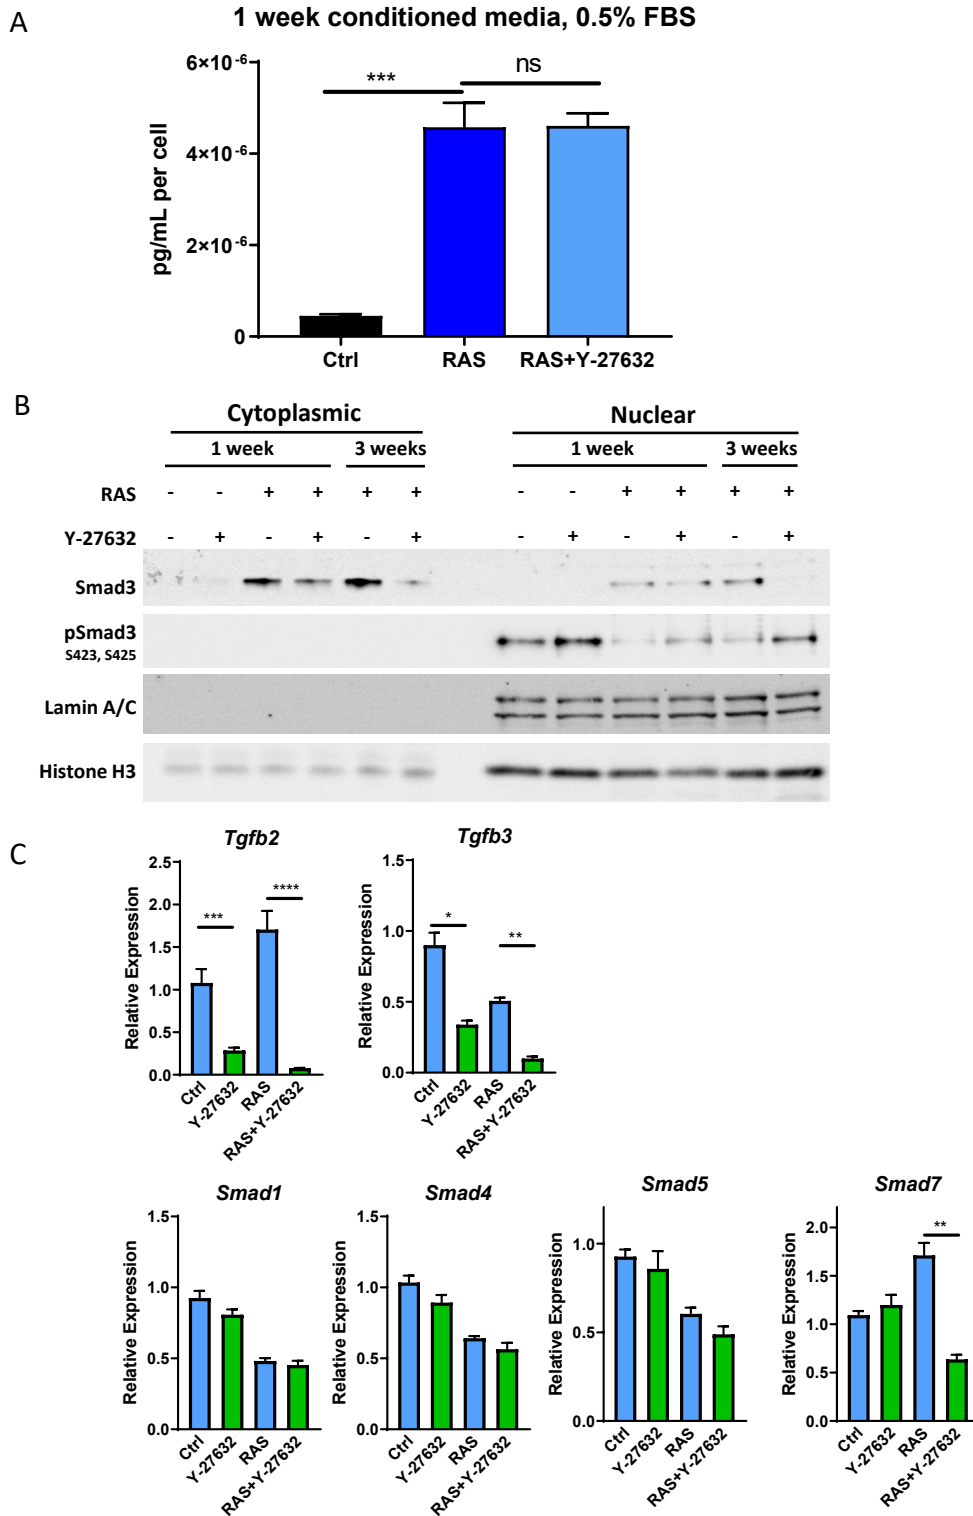 A
1 week conditioned media, 0.5% FBS
pg/mL per cell
6×10⁻⁶
4×10⁻⁶
2×10⁻⁶
0
***
ns
Ctrl RAS RAS+Y-27632
B
Cytoplasmic Nuclear
1 week 3 weeks 1 week 3 weeks
RAS - - + + + + - - + + + +
Y-27632 - + - + - + - + - + - +
Smad3
pSmad3
S423, S425
Lamin A/C
Histone H3
C
Tgfb2
Relative Expression
2.5
2.0
1.5
1.0
0.5
0.0
***
****
Ctrl
Y-27632
RAS
RAS+Y-27632
Tgfb3
Relative Expression
1.5
1.0
0.5
0.0
*
**
Ctrl
Y-27632
RAS
RAS+Y-27632
Smad1
Relative Expression
1.5
1.0
0.5
0.0
Ctrl
Y-27632
RAS
RAS+Y-27632
Smad4
Relative Expression
1.5
1.0
0.5
0.0
Ctrl
Y-27632
RAS
RAS+Y-27632
Smad5
Relative Expression
1.0
0.5
0.0
Ctrl
Y-27632
RAS
RAS+Y-27632
Smad7
Relative Expression
2.0
1.5
1.0
0.5
0.0
**
Ctrl
Y-27632
RAS
RAS+Y-27632